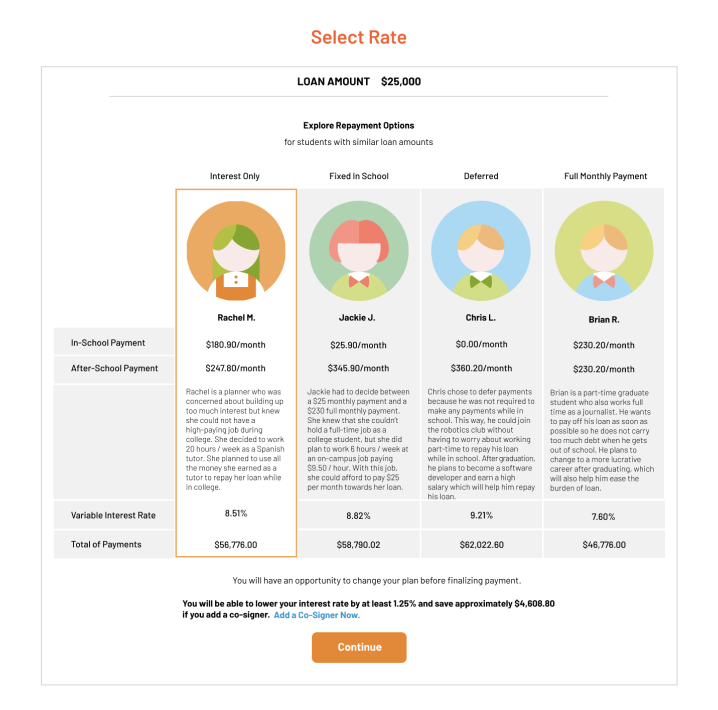 Select Rate
LOAN AMOUNT $25,000
Explore Repayment Options
for students with similar loan amounts
Interest Only
Fixed In School
Deferred
Full Monthly Payment
Rachel M.
Jackie J.
Chris L.
Brian R.
In-School Payment
$180.90/month
$25.90/month
$0.00/month
$230.20/month
After-School Payment
$247.80/month
$345.90/month
$360.20/month
$230.20/month
Rachel is a planner who was
concerned about building up
too much interest but knew
she could not have a
high-paying job during
college. She decided to work
20 hours / week as a Spanish
tutor. She planned to use all
the money she earned as a
tutor to repay her loan while
in college.
Jackie had to decide between
a $25 monthly payment and a
$230 full monthly payment.
She knew that she couldn't
hold a full-time job as a
college student, but she did
plan to work 6 hours / week at
an on-campus job paying
$9.50 / hour. With this job,
she could afford to pay $25
per month towards her loan.
Chris chose to defer payments
because he was not required to
make any payments while in
school. This way, he could join
the robotics club without
having to worry about working
part-time to repay his loan
while in school. After graduation,
he plans to become a software
developer and earn a high
salary which will help him repay
his loan.
Brian is a part-time graduate
student who also works full
time as a journalist. He wants
to pay off his loan as soon as
possible so he does not carry
too much debt when he gets
out of school. He plans to
change to a more lucrative
career after graduating, which
will also help him ease the
burden of loan.
Variable Interest Rate
8.51%
8.82%
9.21%
7.60%
Total of Payments
$56,776.00
$58,790.02
$62,022.60
$46,776.00
You will have an opportunity to change your plan before finalizing payment.
You will be able to lower your interest rate by at least 1.25% and save approximately $4,608.80
if you add a co-signer. Add a Co-Signer Now.
Continue